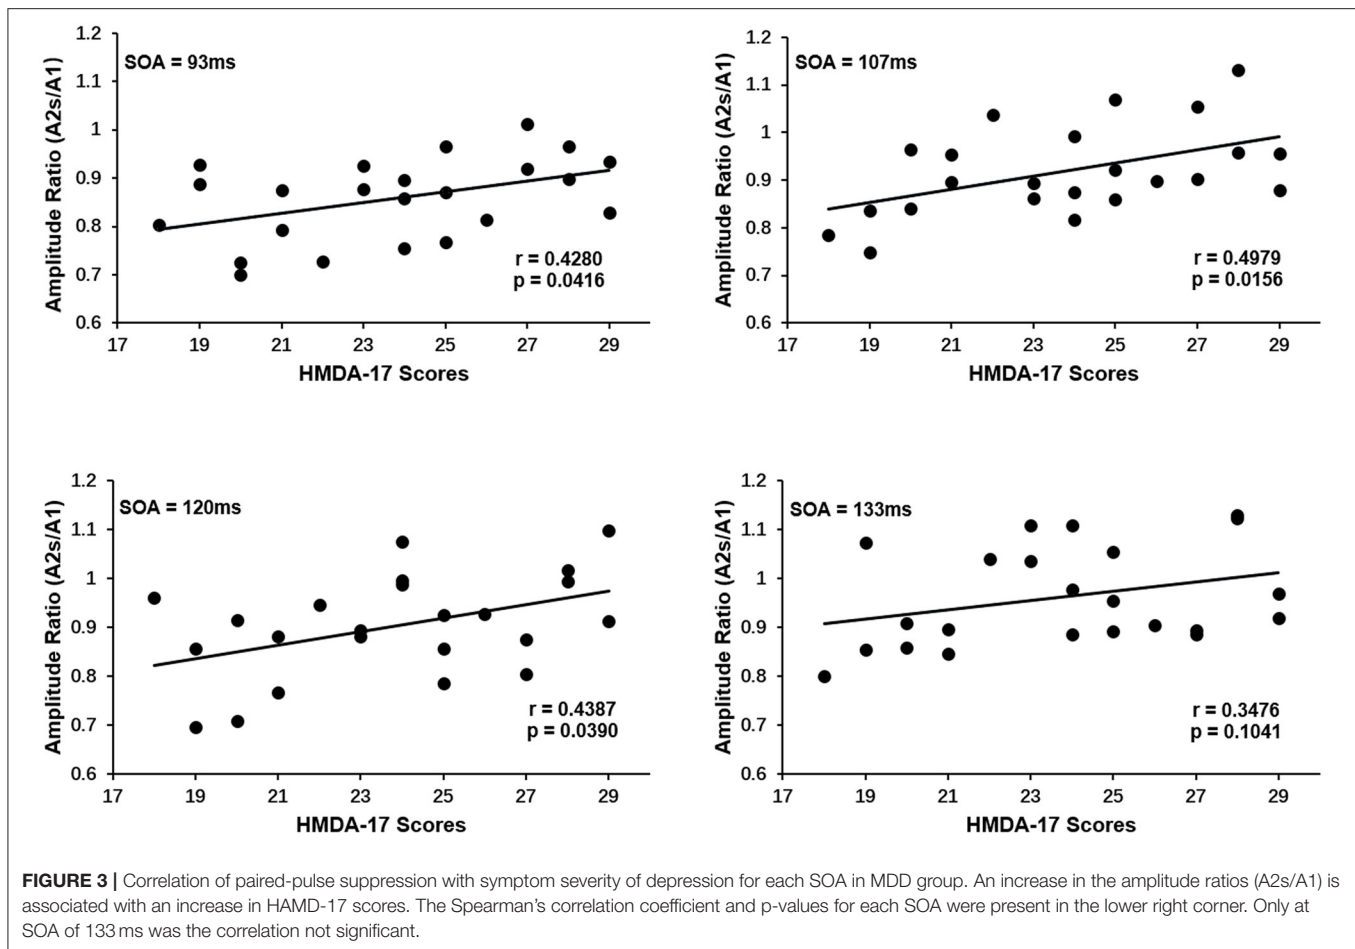 1.2
1.1
1
0.9
0.8
0.7
0.6
Amplitude Ratio (A2s/A1)
SOA = 93ms
r = 0.4280
p = 0.0416
17 19 21 23 25 27 29
HMDA-17 Scores
1.2
1.1
1
0.9
0.8
0.7
0.6
Amplitude Ratio (A2s/A1)
SOA = 107ms
r = 0.4979
p = 0.0156
17 19 21 23 25 27 29
HMDA-17 Scores
1.2
1.1
1
0.9
0.8
0.7
0.6
Amplitude Ratio (A2s/A1)
SOA = 120ms
r = 0.4387
p = 0.0390
17 19 21 23 25 27 29
HMDA-17 Scores
1.2
1.1
1
0.9
0.8
0.7
0.6
Amplitude Ratio (A2s/A1)
SOA = 133ms
r = 0.3476
p = 0.1041
17 19 21 23 25 27 29
HMDA-17 Scores
FIGURE 3 | Correlation of paired-pulse suppression with symptom severity of depression for each SOA in MDD group. An increase in the amplitude ratios (A2s/A1) is
associated with an increase in HAMD-17 scores. The Spearman's correlation coefficient and p-values for each SOA were present in the lower right corner. Only at
SOA of 133 ms was the correlation not significant.